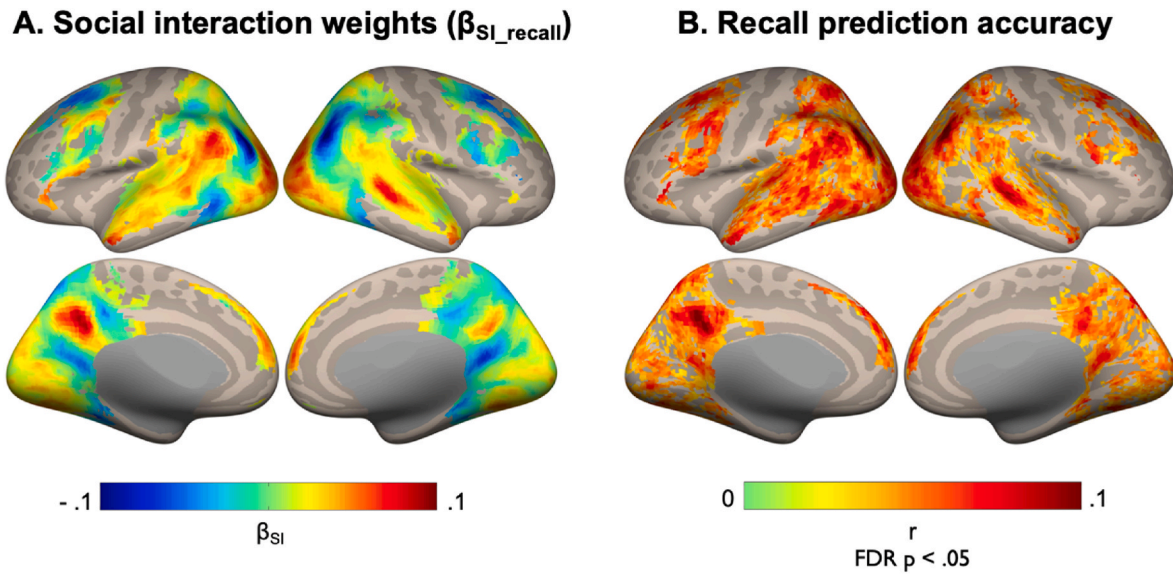 A. Social interaction weights (βSI_recall)
B. Recall prediction accuracy
- .1 .1
βSI
0 .1
r
FDR p < .05